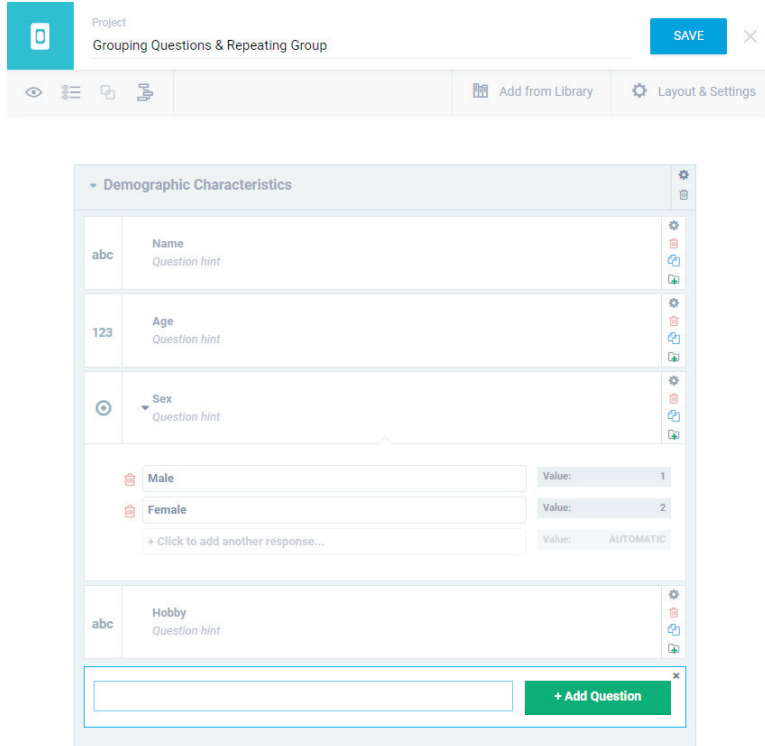 Project
Grouping Questions & Repeating Group
SAVE
Add from Library
Layout & Settings
Demographic Characteristics
abc
Name
Question hint
123
Age
Question hint
Sex
Question hint
Male
Value: 1
Female
Value: 2
+ Click to add another response...
Value: AUTOMATIC
abc
Hobby
Question hint
+ Add Question